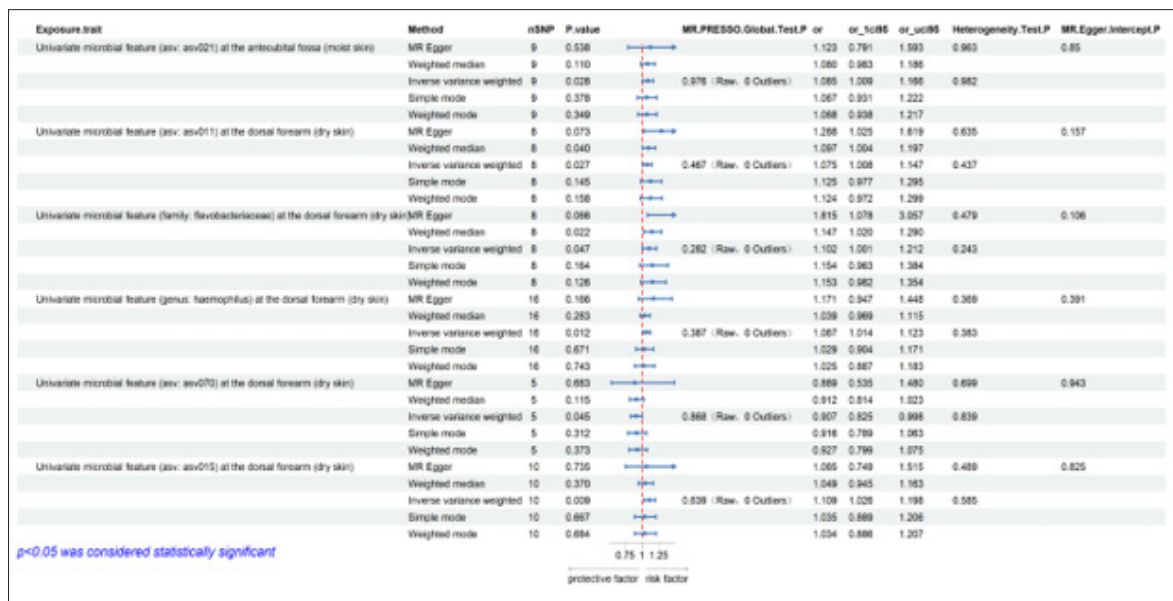 Exposure.trait Method nSNP P.value MR.PRESSO.Global.Test.P or or_1ci95 or_uci95 Heterogeneity.Test.P MR.Egger.Intercept.P
Univariate microbial feature (asv: asv021) at the antecubital fossa (moist skin) MR Egger 9 0.538 1.123 0.791 1.593 0.963 0.85
Weighted median 9 0.110 1.080 0.983 1.186
Inverse variance weighted 9 0.028 0.976 (Raw, 0 Outliers) 1.085 1.009 1.166 0.982
Simple mode 9 0.378 1.067 0.931 1.222
Weighted mode 9 0.349 1.068 0.938 1.217
Univariate microbial feature (asv: asv011) at the dorsal forearm (dry skin) MR Egger 8 0.073 1.288 1.025 1.619 0.635 0.157
Weighted median 8 0.040 1.097 1.004 1.197
Inverse variance weighted 8 0.027 0.467 (Raw, 0 Outliers) 1.075 1.008 1.147 0.437
Simple mode 8 0.145 1.125 0.977 1.295
Weighted mode 8 0.158 1.124 0.972 1.299
Univariate microbial feature (family: flavobacteriaceae) at the dorsal forearm (dry skin) MR Egger 8 0.066 1.815 1.078 3.057 0.479 0.106
Weighted median 8 0.022 1.147 1.020 1.290
Inverse variance weighted 8 0.047 0.282 (Raw, 0 Outliers) 1.102 1.001 1.212 0.243
Simple mode 8 0.164 1.154 0.963 1.384
Weighted mode 8 0.126 1.153 0.982 1.354
Univariate microbial feature (genus: haemophilus) at the dorsal forearm (dry skin) MR Egger 16 0.166 1.171 0.947 1.448 0.369 0.391
Weighted median 16 0.283 1.039 0.969 1.115
Inverse variance weighted 16 0.012 0.387 (Raw, 0 Outliers) 1.067 1.014 1.123 0.383
Simple mode 16 0.671 1.029 0.904 1.171
Weighted mode 16 0.743 1.025 0.887 1.183
Univariate microbial feature (asv: asv070) at the dorsal forearm (dry skin) MR Egger 5 0.683 0.889 0.535 1.480 0.699 0.943
Weighted median 5 0.115 0.912 0.814 1.023
Inverse variance weighted 5 0.045 0.868 (Raw, 0 Outliers) 0.907 0.825 0.998 0.839
Simple mode 5 0.312 0.916 0.789 1.063
Weighted mode 5 0.373 0.927 0.799 1.075
Univariate microbial feature (asv: asv015) at the dorsal forearm (dry skin) MR Egger 10 0.735 1.065 0.749 1.515 0.489 0.825
Weighted median 10 0.370 1.049 0.945 1.163
Inverse variance weighted 10 0.009 0.639 (Raw, 0 Outliers) 1.109 1.026 1.198 0.585
Simple mode 10 0.667 1.035 0.889 1.206
Weighted mode 10 0.684 1.034 0.886 1.207
p<0.05 was considered statistically significant
0.75 1 1.25
protective factor risk factor